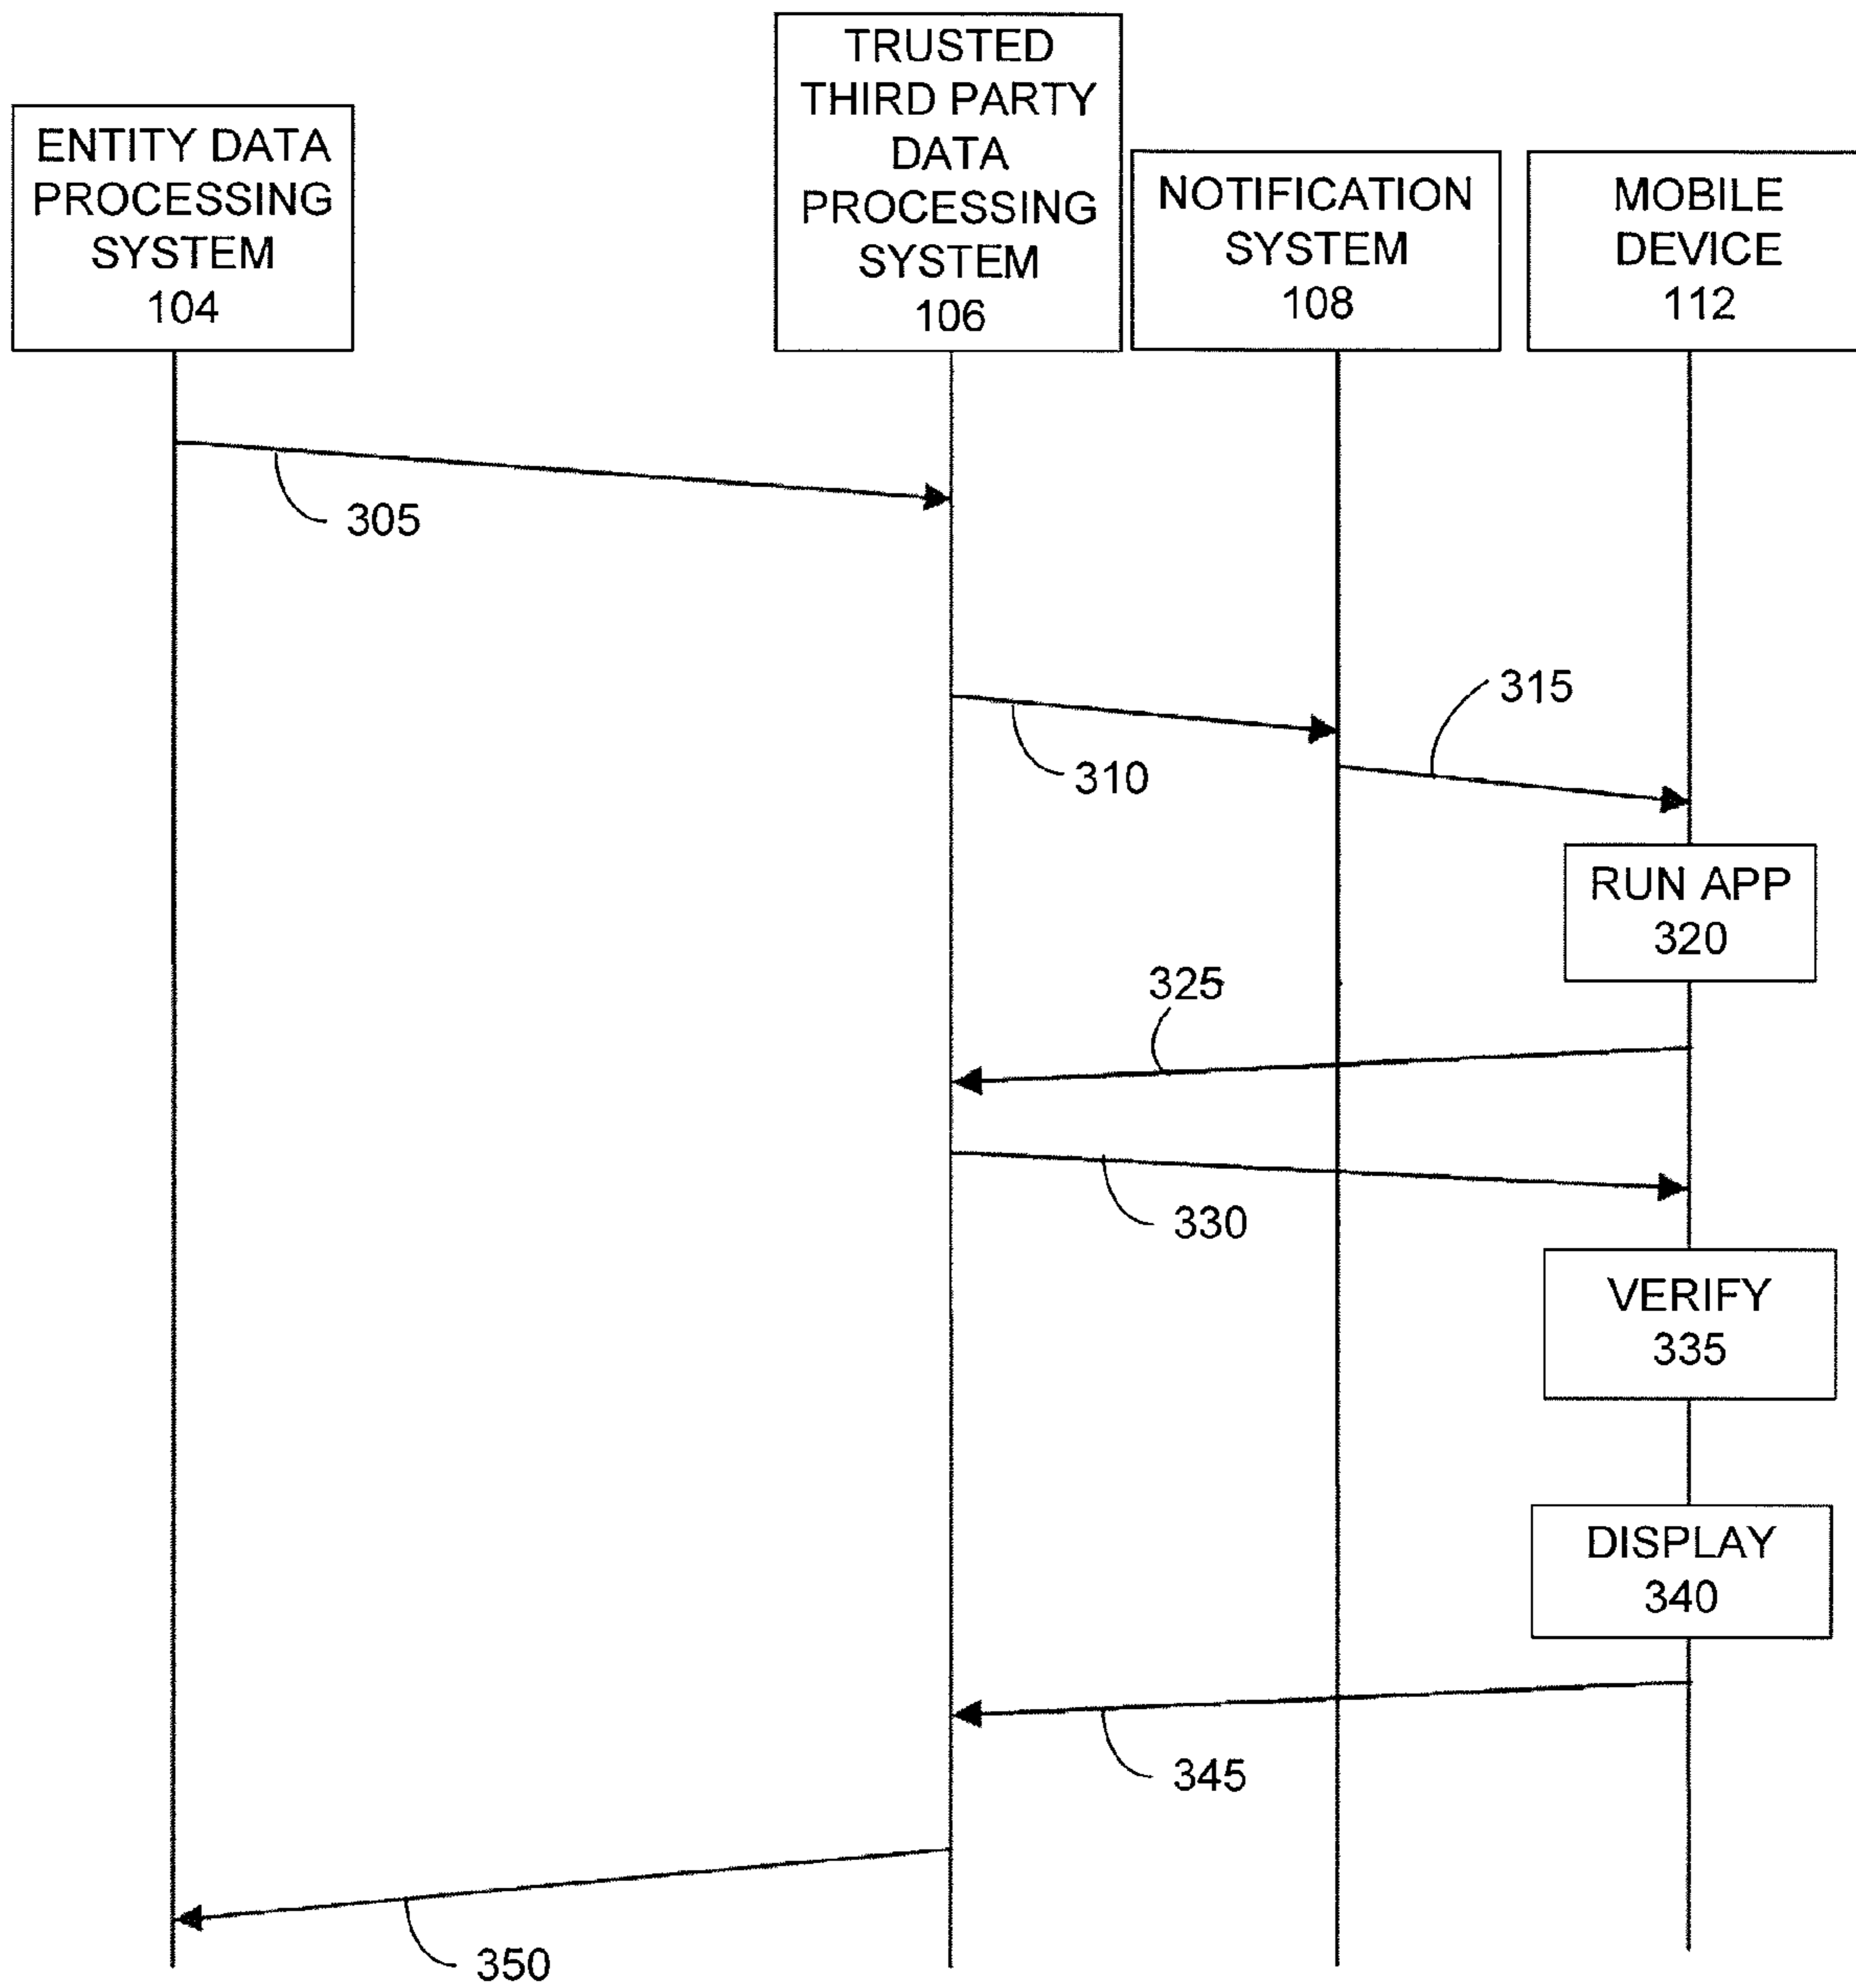 ENTITY DATA
PROCESSING
SYSTEM
104
TRUSTED
THIRD PARTY
DATA
PROCESSING
SYSTEM
106
NOTIFICATION
SYSTEM
108
MOBILE
DEVICE
112
305
310
315
RUN APP
320
325
330
VERIFY
335
DISPLAY
340
345
350